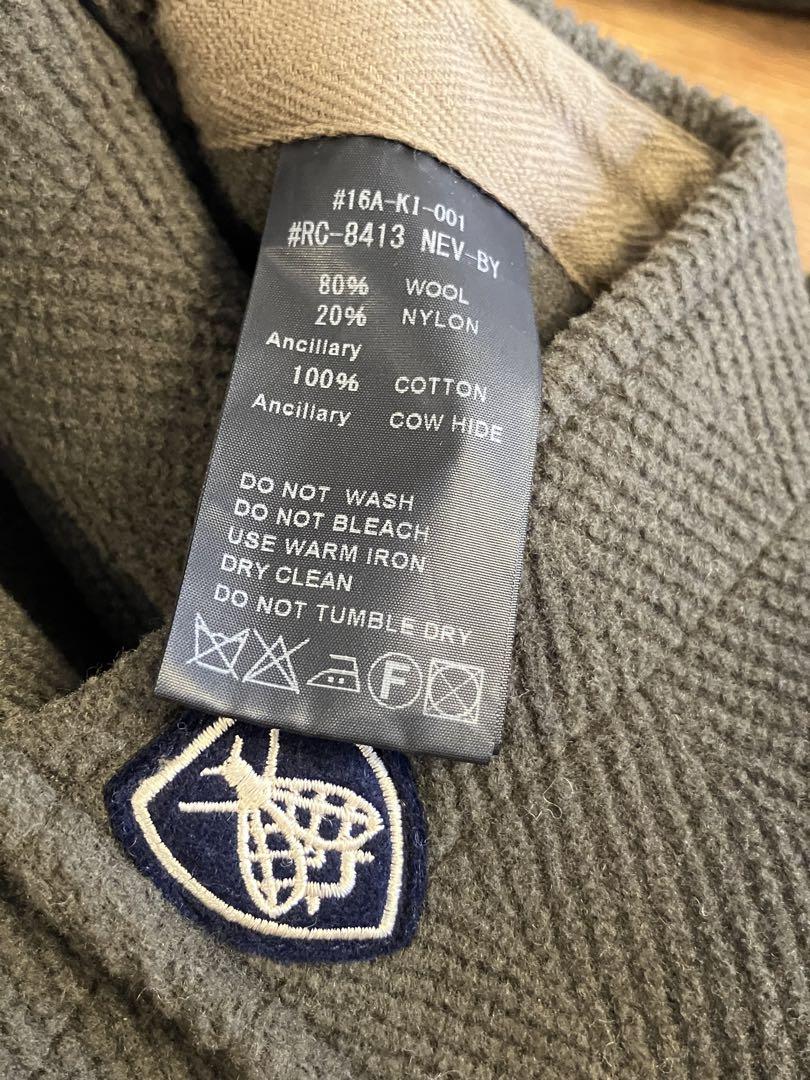 #16A-KI-001
#RC-8413 NEV-BY
80% WOOL
20% NYLON
Ancillary
100% COTTON
Ancillary COW HIDE
DO NOT WASH
DO NOT BLEACH
USE WARM IRON
DRY CLEAN
DO NOT TUMBLE DRY
F